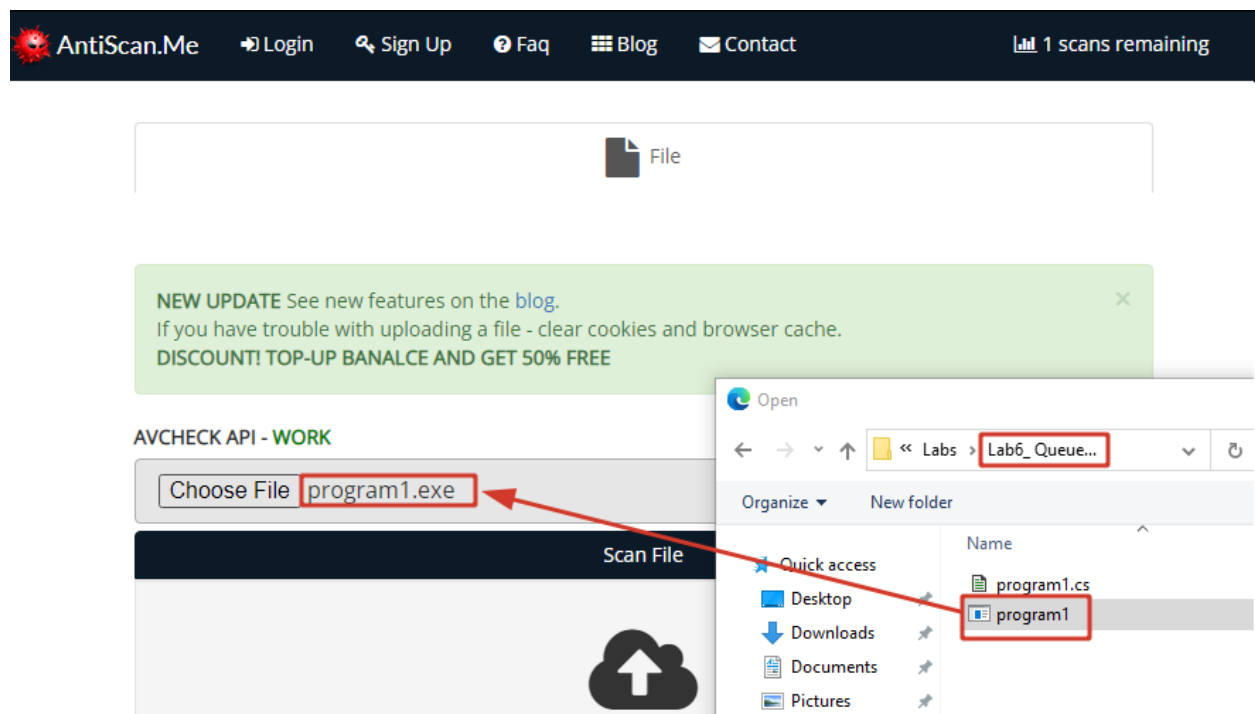 AntiScan.Me Login Sign Up Faq Blog Contact 1 scans remaining
File
NEW UPDATE See new features on the blog. ×
If you have trouble with uploading a file - clear cookies and browser cache.
DISCOUNT! TOP-UP BANALCE AND GET 50% FREE
AVCHECK API - WORK
Choose File program1.exe
Scan File
Open
« Labs > Lab6_ Queue...
Organize New folder
Name
Quick access
program1.cs
Desktop
program1
Downloads
Documents
Pictures